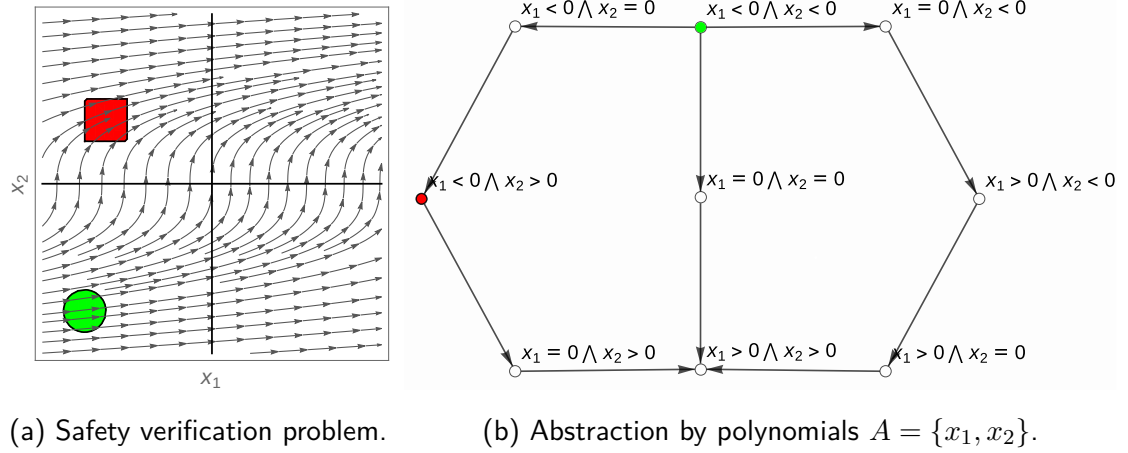 x₂
x₁
x₁ < 0 ⋀ x₂ = 0
x₁ < 0 ⋀ x₂ < 0
x₁ = 0 ⋀ x₂ < 0
x₁ < 0 ⋀ x₂ > 0
x₁ = 0 ⋀ x₂ = 0
x₁ > 0 ⋀ x₂ < 0
x₁ = 0 ⋀ x₂ > 0
x₁ > 0 ⋀ x₂ > 0
x₁ > 0 ⋀ x₂ = 0
(a) Safety verification problem.
(b) Abstraction by polynomials A = {x₁, x₂}.